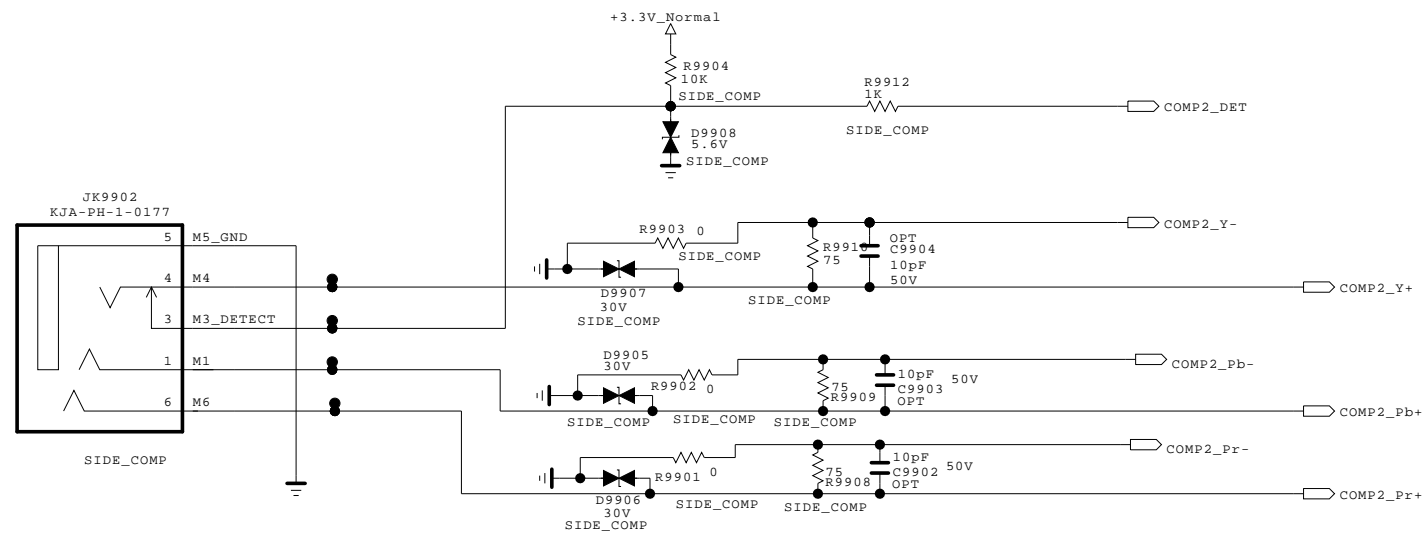 +3.3V_Normal
R9904
10K
SIDE_COMP
R9912
1K
SIDE_COMP
COMP2_DET
D9908
5.6V
SIDE_COMP
JK9902
KJA-PH-1-0177
5 M5_GND
4 M4
3 M3_DETECT
1 M1
6 M6
SIDE_COMP
R9903 0
SIDE_COMP
D9907
30V
SIDE_COMP
R9910
75
SIDE_COMP
OPT
C9904
10pF
50V
COMP2_Y-
COMP2_Y+
D9905
30V
R9902 0
SIDE_COMP
SIDE_COMP
75
R9909
SIDE_COMP
10pF 50V
C9903
OPT
COMP2_Pb-
COMP2_Pb+
R9901 0
SIDE_COMP
D9906
30V
SIDE_COMP
75
R9908
SIDE_COMP
10pF 50V
C9902
OPT
COMP2_Pr-
COMP2_Pr+